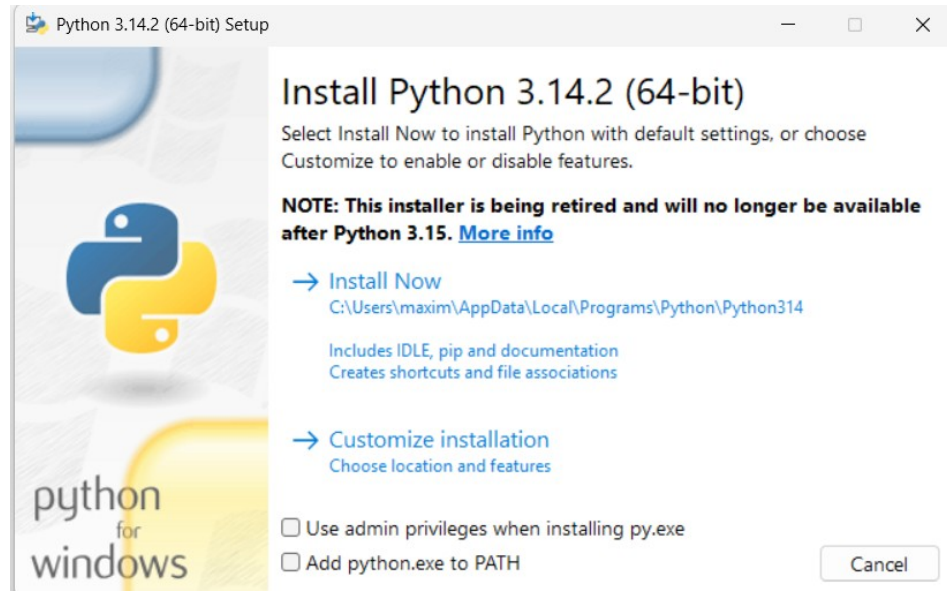 Python 3.14.2 (64-bit) Setup
Install Python 3.14.2 (64-bit)
Select Install Now to install Python with default settings, or choose
Customize to enable or disable features.
NOTE: This installer is being retired and will no longer be available
after Python 3.15. More info
Install Now
C:\Users\maxim\AppData\Local\Programs\Python\Python314
Includes IDLE, pip and documentation
Creates shortcuts and file associations
Customize installation
Choose location and features
python
for
windows
Use admin privileges when installing py.exe
Add python.exe to PATH
Cancel